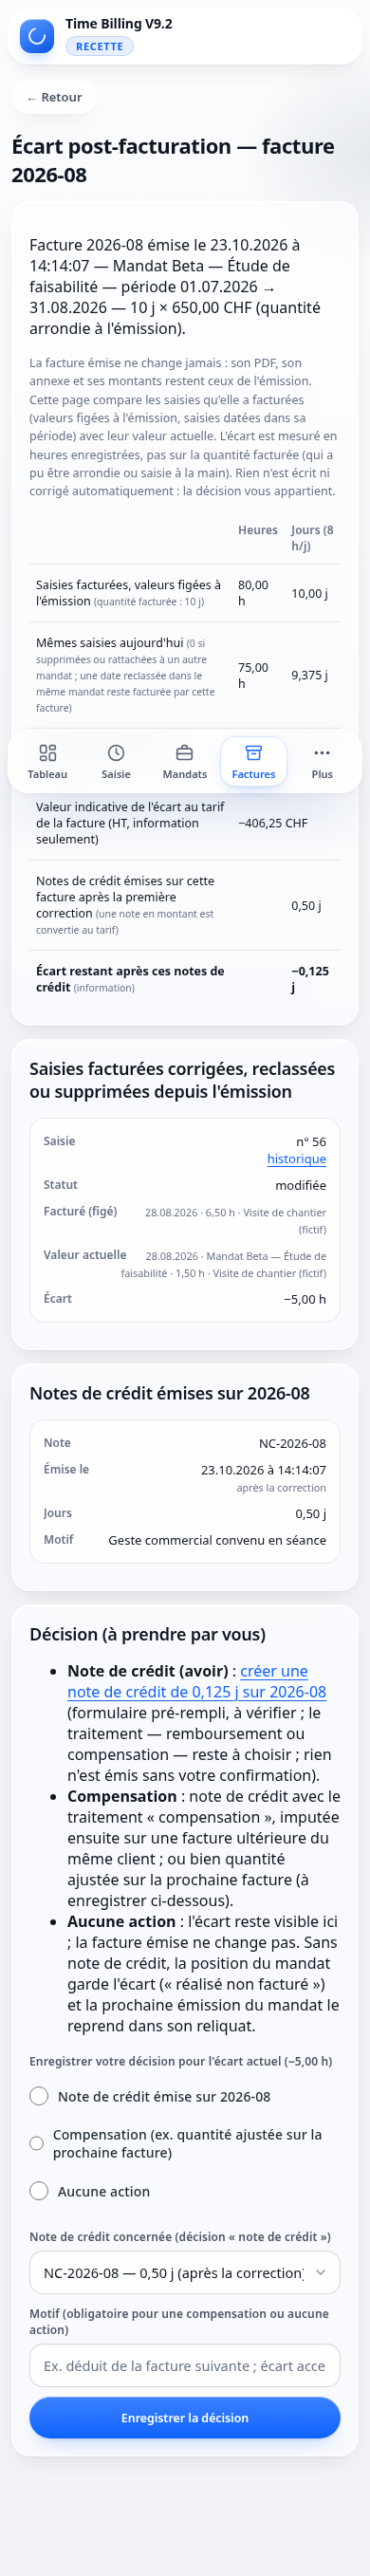 Time Billing V9.2
RECETTE
← Retour
Écart post-facturation — facture
2026-08
Facture 2026-08 émise le 23.10.2026 à
14:14:07 — Mandat Beta — Étude de
faisabilité — période 01.07.2026 →
31.08.2026 — 10 j × 650,00 CHF (quantité
arrondie à l'émission).
La facture émise ne change jamais : son PDF, son
annexe et ses montants restent ceux de l'émission.
Cette page compare les saisies qu'elle a facturées
(valeurs figées à l'émission, saisies datées dans sa
période) avec leur valeur actuelle. L'écart est mesuré en
heures enregistrées, pas sur la quantité facturée (qui a
pu être arrondie ou saisie à la main). Rien n'est écrit ni
corrigé automatiquement : la décision vous appartient.
Heures Jours (8
h/j)
Saisies facturées, valeurs figées à 80,00 10,00 j
l'émission (quantité facturée : 10 j) h
Mêmes saisies aujourd'hui (0 si
supprimées ou rattachées à un autre 75,00 9,375 j
mandat ; une date reclassée dans le h
même mandat reste facturée par cette
facture)
Tableau Saisie Mandats Factures Plus
Valeur indicative de l'écart au tarif
de la facture (HT, information −406,25 CHF
seulement)
Notes de crédit émises sur cette
facture après la première 0,50 j
correction (une note en montant est
convertie au tarif)
Écart restant après ces notes de −0,125
crédit (information) j
Saisies facturées corrigées, reclassées
ou supprimées depuis l'émission
Saisie n° 56
historique
Statut modifiée
Facturé (figé) 28.08.2026 · 6,50 h · Visite de chantier
(fictif)
Valeur actuelle 28.08.2026 · Mandat Beta — Étude de
faisabilité · 1,50 h · Visite de chantier (fictif)
Écart −5,00 h
Notes de crédit émises sur 2026-08
Note NC-2026-08
Émise le 23.10.2026 à 14:14:07
après la correction
Jours 0,50 j
Motif Geste commercial convenu en séance
Décision (à prendre par vous)
• Note de crédit (avoir) : créer une
note de crédit de 0,125 j sur 2026-08
(formulaire pré-rempli, à vérifier ; le
traitement — remboursement ou
compensation — reste à choisir ; rien
n'est émis sans votre confirmation).
• Compensation : note de crédit avec le
traitement « compensation », imputée
ensuite sur une facture ultérieure du
même client ; ou bien quantité
ajustée sur la prochaine facture (à
enregistrer ci-dessous).
• Aucune action : l'écart reste visible ici
; la facture émise ne change pas. Sans
note de crédit, la position du mandat
garde l'écart (« réalisé non facturé »)
et la prochaine émission du mandat le
reprend dans son reliquat.
Enregistrer votre décision pour l'écart actuel (−5,00 h)
Note de crédit émise sur 2026-08
Compensation (ex. quantité ajustée sur la
prochaine facture)
Aucune action
Note de crédit concernée (décision « note de crédit »)
NC-2026-08 — 0,50 j (après la correction)
Motif (obligatoire pour une compensation ou aucune
action)
Ex. déduit de la facture suivante ; écart acce
Enregistrer la décision